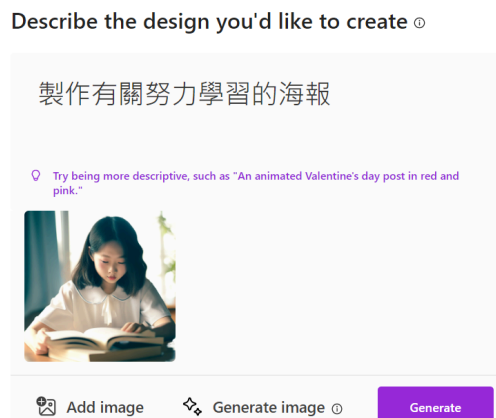 Describe the design you'd like to create
製作有關努力學習的海報
Try being more descriptive, such as "An animated Valentine's day post in red and
pink."
Add image
Generate image
Generate